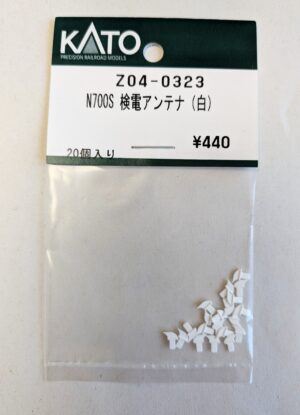 KATO
PRECISION RAILROAD MODELS
Z04-0323
N700S 検電アンテナ (白)
¥440
20個入り